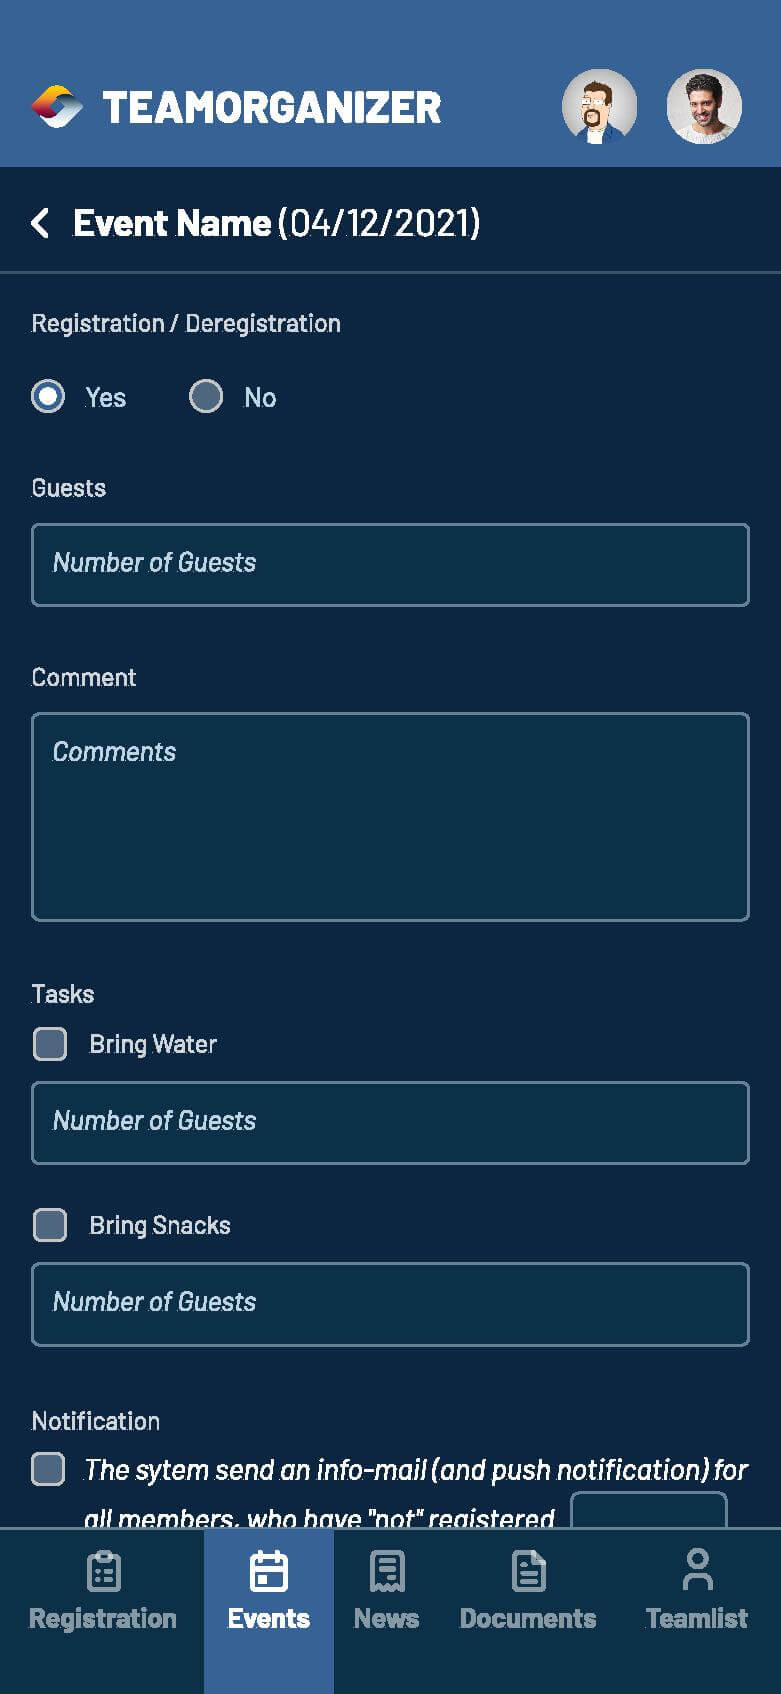 TEAMORGANIZER
Event Name (04/12/2021)
Registration / Deregistration
Yes No
Guests
Number of Guests
Comment
Comments
Tasks
Bring Water
Number of Guests
Bring Snacks
Number of Guests
Notification
The sytem send an info-mail (and push notification) for
all members, who have "not" registered
Registration Events News Documents Teamlist